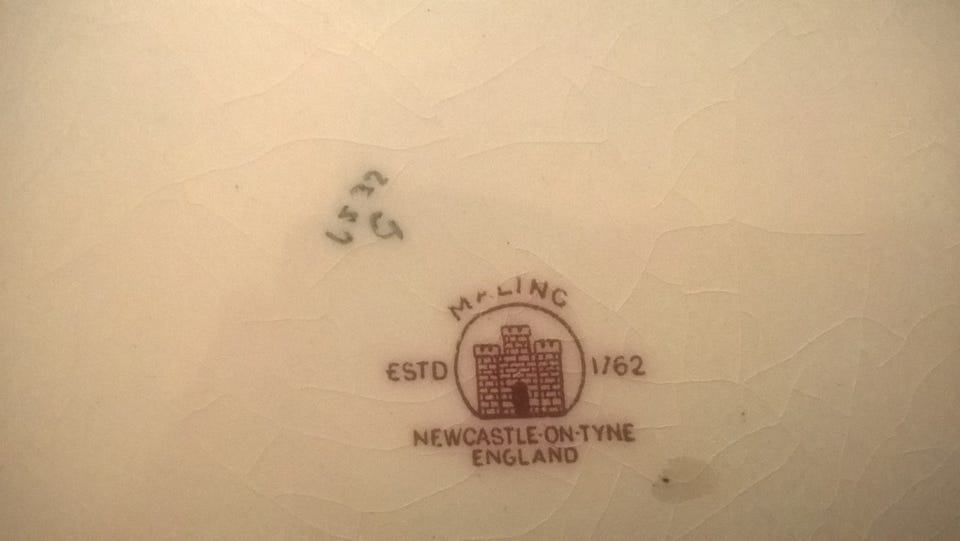 MALING
ESTD 1762
NEWCASTLE-ON-TYNE
ENGLAND